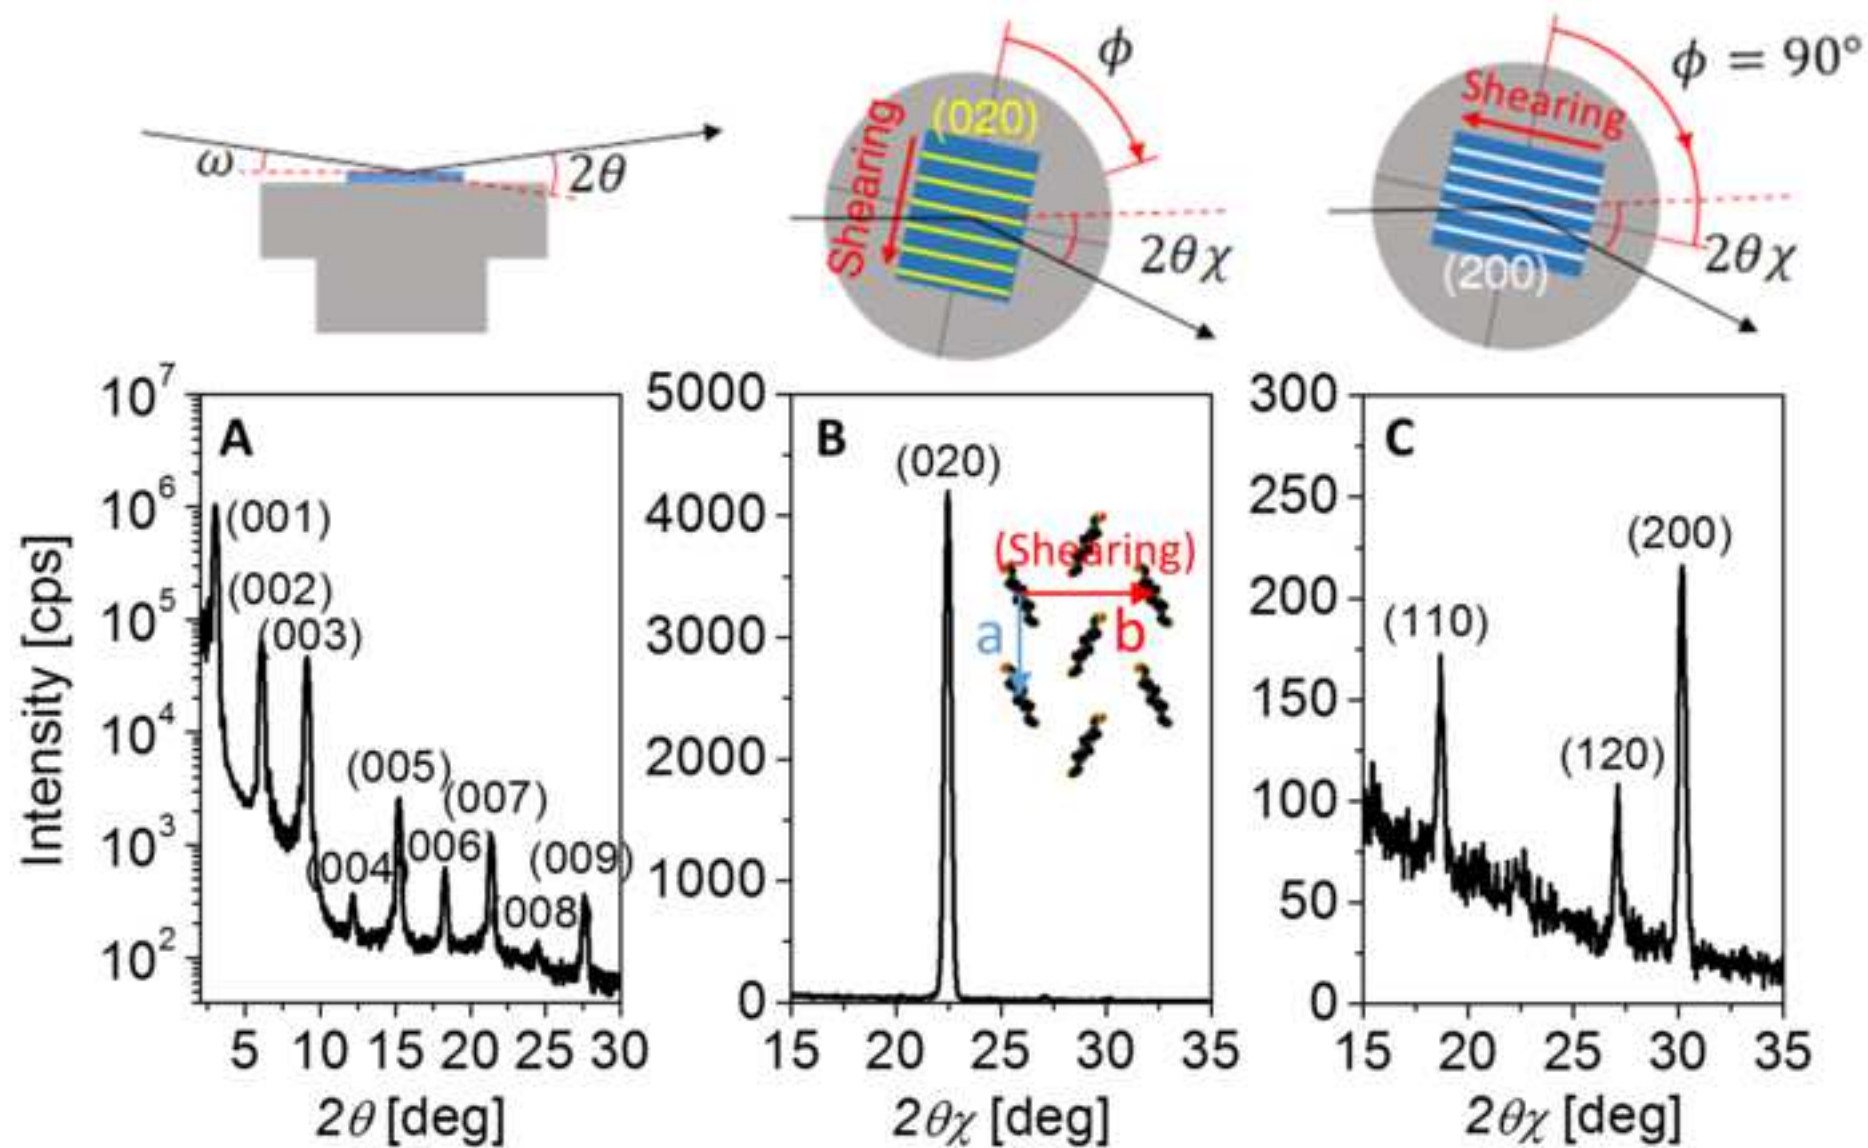 ω
2θ
(020)
Shearing
ϕ
2θχ
Shearing
(200)
ϕ = 90°
2θχ
Intensity [cps]
10⁷
10⁶
10⁵
10⁴
10³
10²
A
(001)
(002)
(003)
(004)
(005)
006
(007)
008
(009)
5 10 15 20 25 30
2θ [deg]
5000
4000
3000
2000
1000
0
B
(020)
(Shearing)
a
b
15 20 25 30 35
2θχ [deg]
300
250
200
150
100
50
0
C
(110)
(120)
(200)
15 20 25 30 35
2θχ [deg]